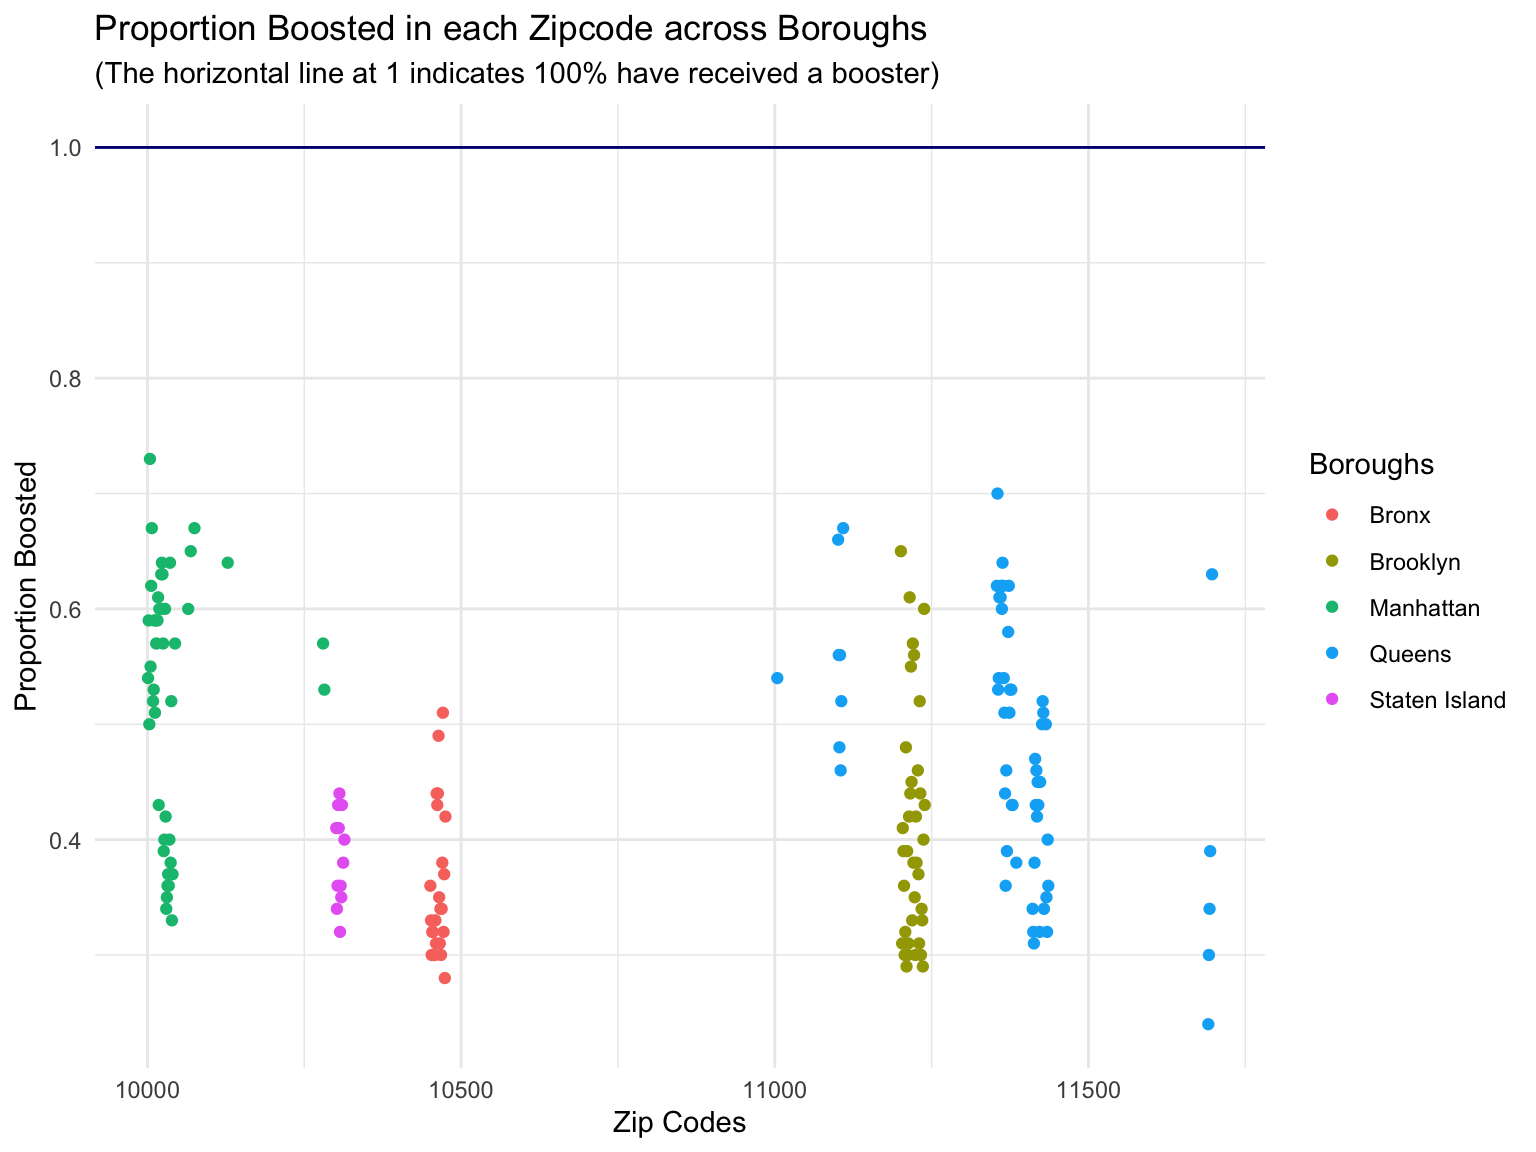 Proportion Boosted in each Zipcode across Boroughs
(The horizontal line at 1 indicates 100% have received a booster)
1.0
0.8
0.6
0.4
Proportion Boosted
10000
10500
11000
11500
Zip Codes
Boroughs
Bronx
Brooklyn
Manhattan
Queens
Staten Island